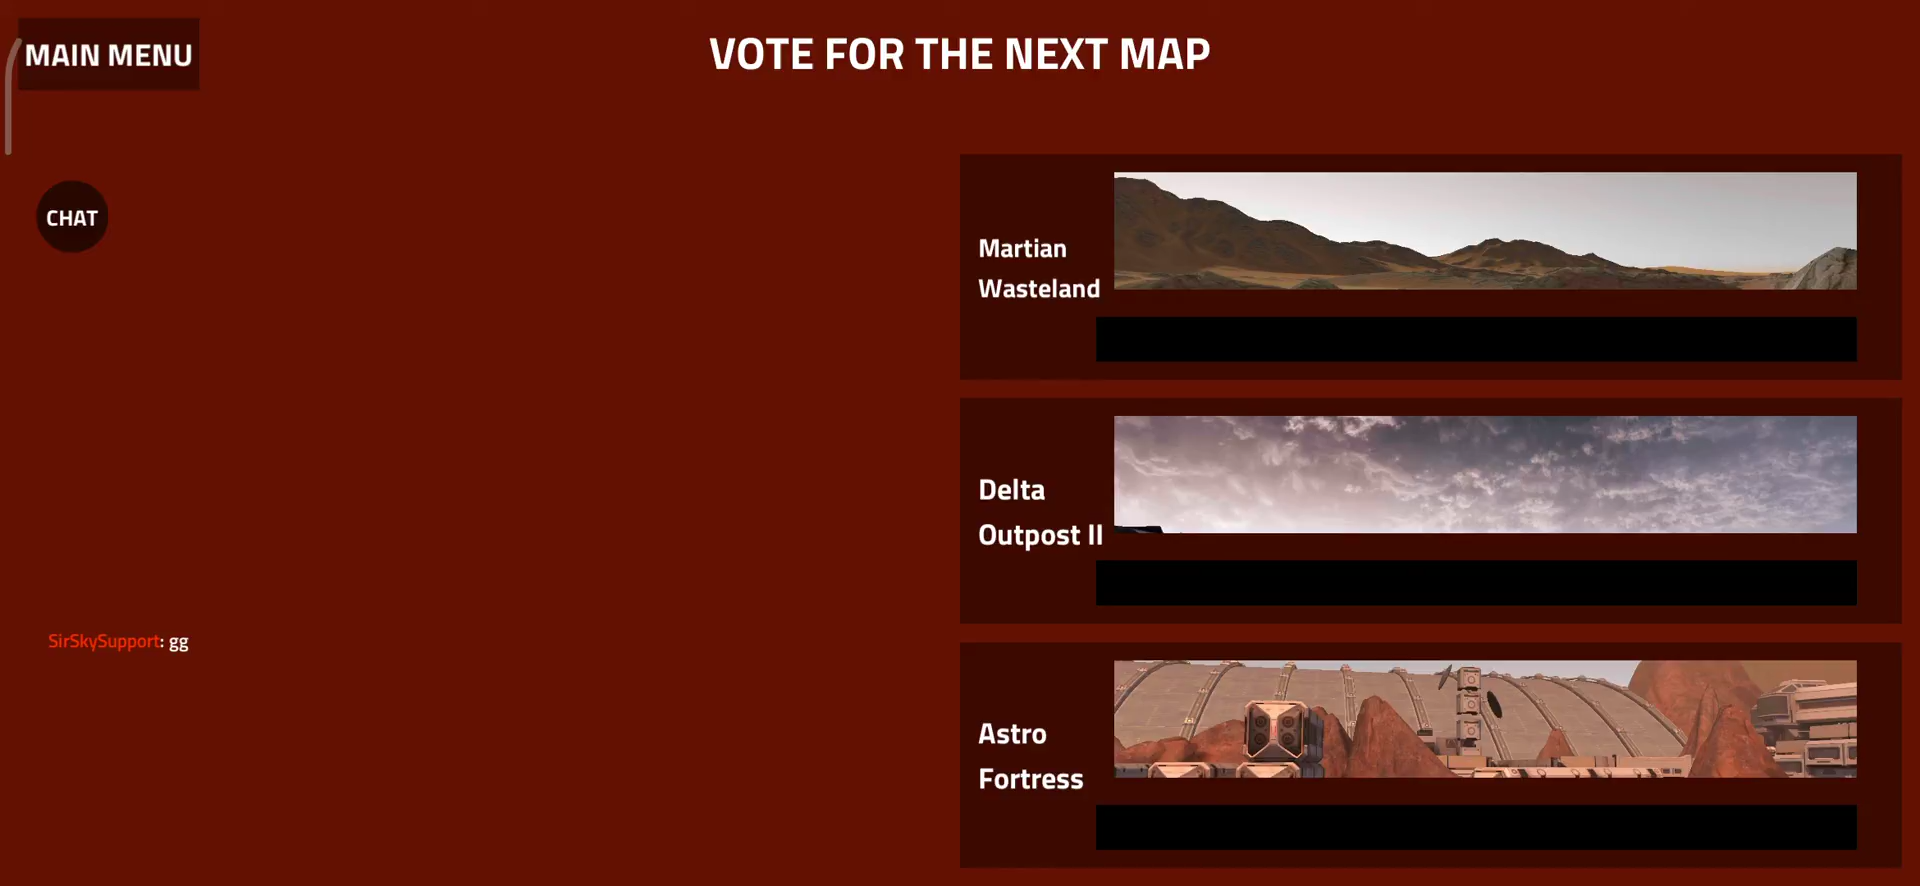 MAIN MENU
VOTE FOR THE NEXT MAP
CHAT
Martian
Wasteland
Delta
Outpost II
SirSkySupport: gg
Astro
Fortress